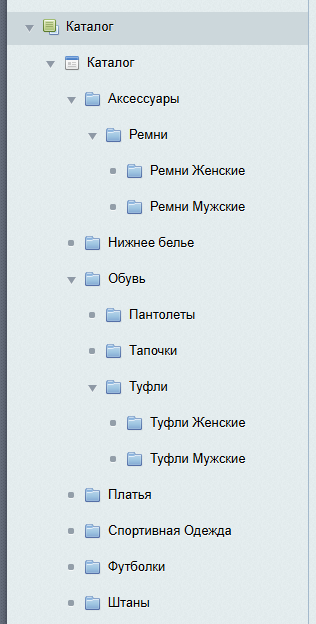 Каталог
Каталог
Аксессуары
Ремни
Ремни Женские
Ремни Мужские
Нижнее белье
Обувь
Пантолеты
Тапочки
Туфли
Туфли Женские
Туфли Мужские
Платья
Спортивная Одежда
Футболки
Штаны